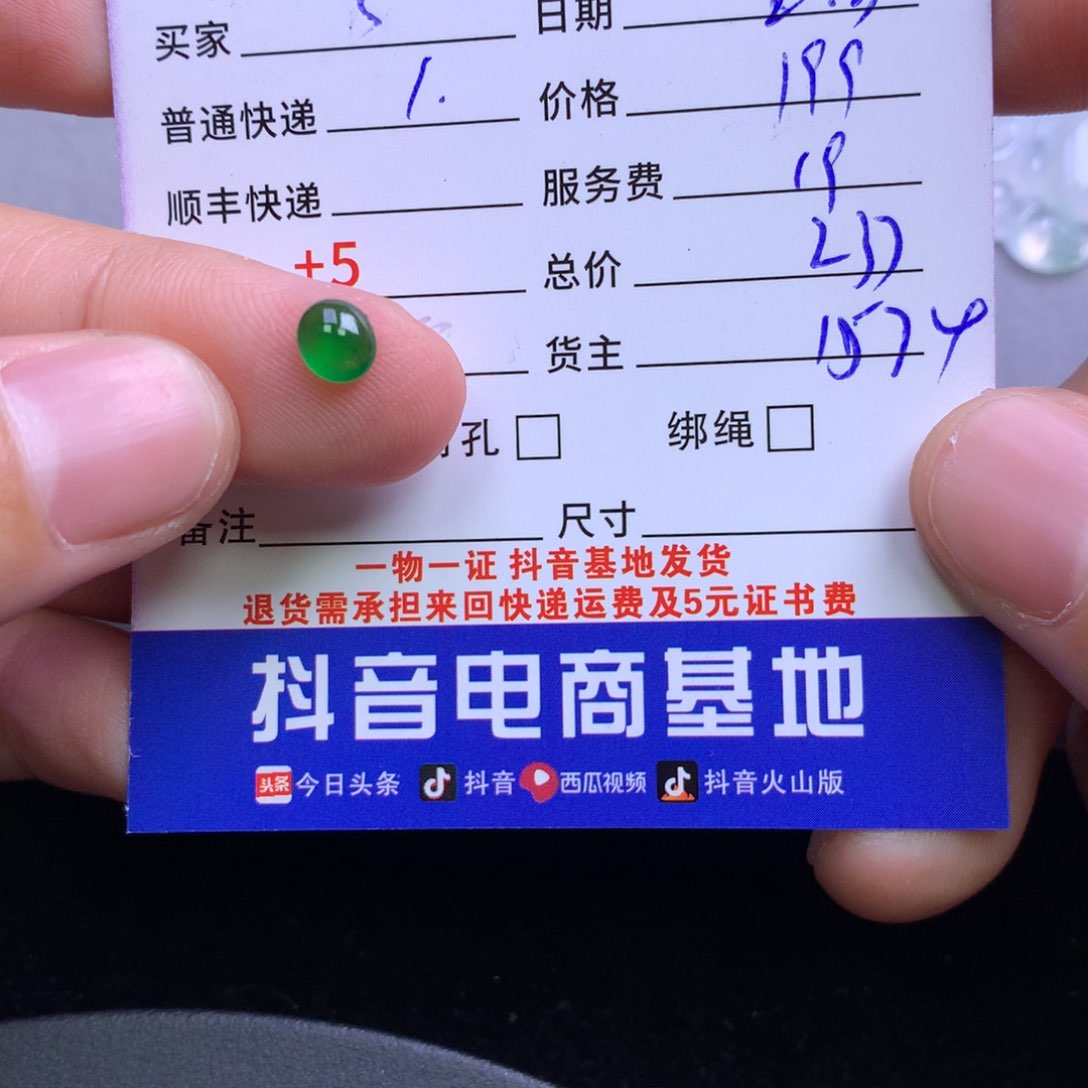 买家 日期
普通快递 1. 价格 199
顺丰快递 服务费 19
+5 总价
货主 1574
孔 绑绳
备注 尺寸
一物一证 抖音基地发货
退货需承担来回快递运费及5元证书费
抖音电商基地
头条 今日头条 抖音 西瓜视频 抖音火山版